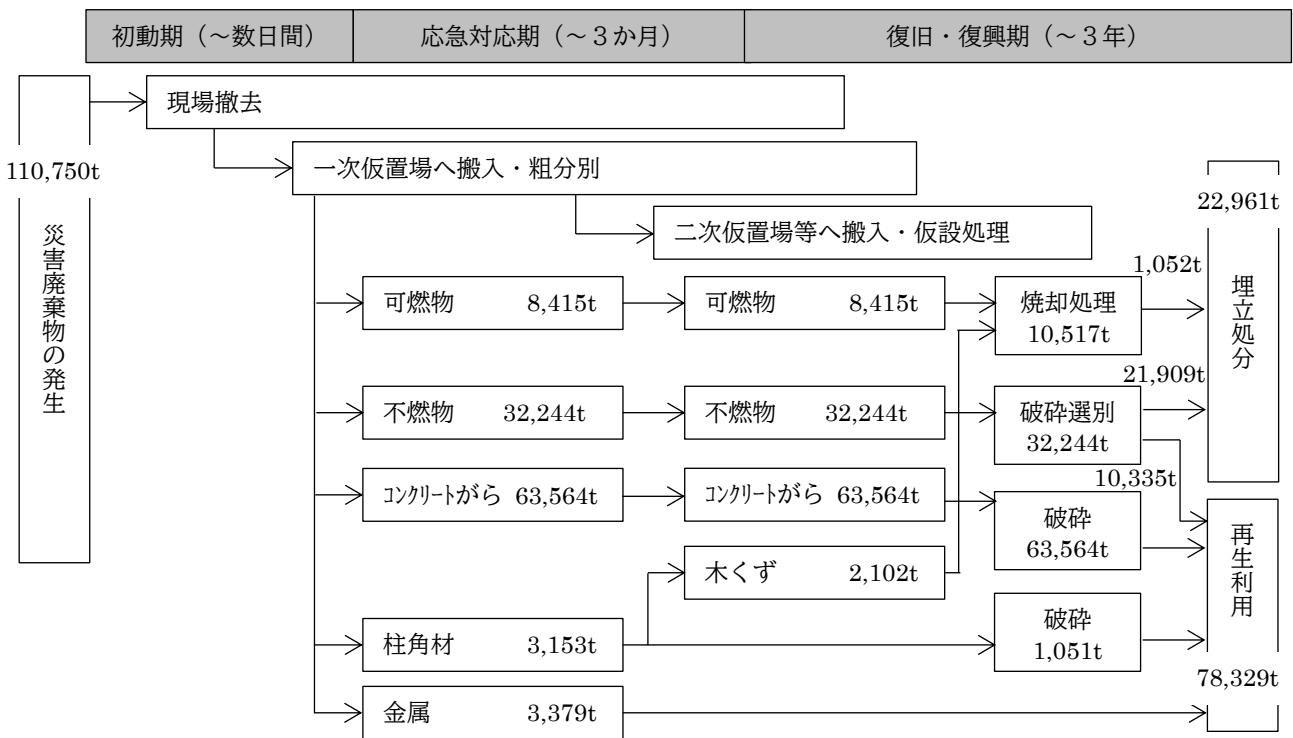 初動期（～数日間）
応急対応期（～３か月）
復旧・復興期（～３年）
現場撤去
110,750t
災害廃棄物の発生
一次仮置場へ搬入・粗分別
二次仮置場等へ搬入・仮設処理
22,961t
埋立処分
可燃物 8,415t
可燃物 8,415t
焼却処理
10,517t
1,052t
不燃物 32,244t
不燃物 32,244t
破砕選別
32,244t
21,909t
10,335t
ｺﾝｸﾘｰﾄがら 63,564t
ｺﾝｸﾘｰﾄがら 63,564t
破砕
63,564t
再生利用
木くず 2,102t
柱角材 3,153t
破砕
1,051t
78,329t
金属 3,379t